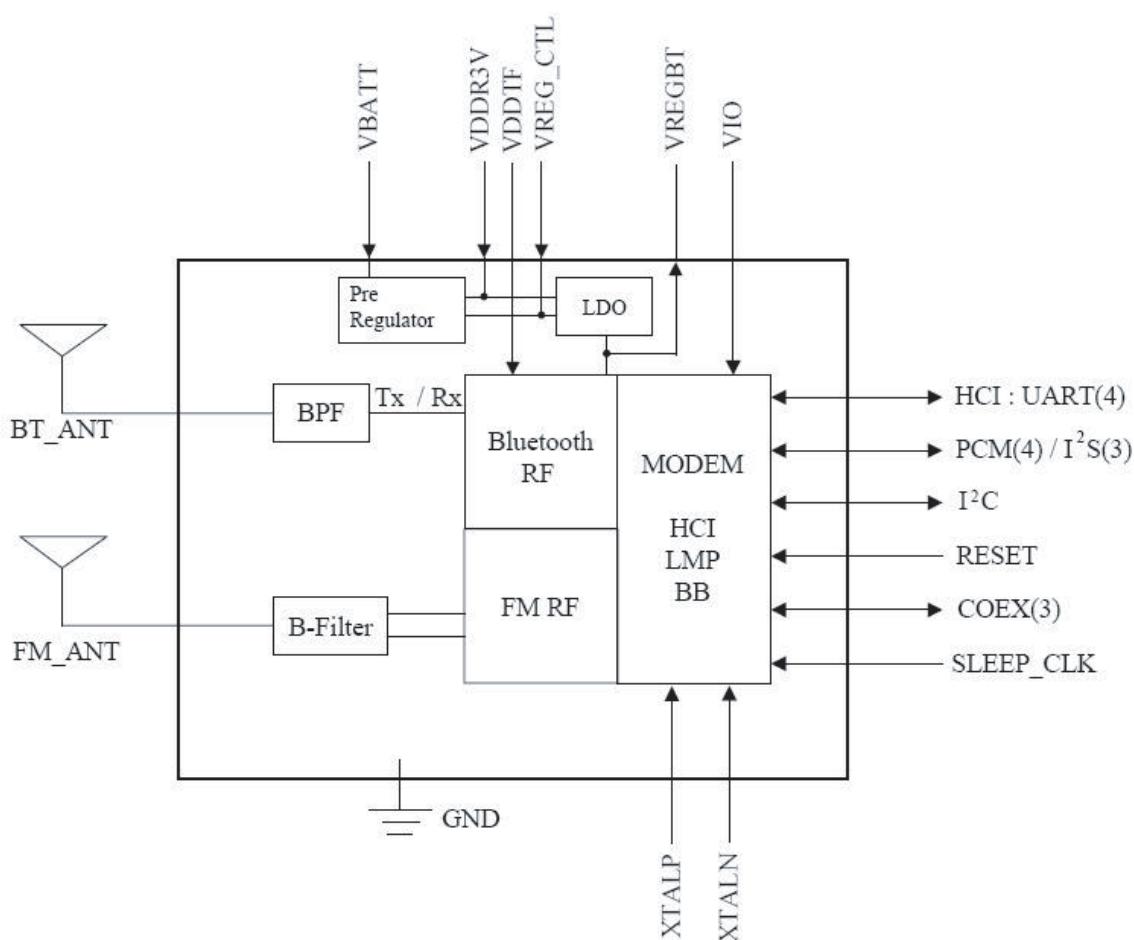 VBATT
VDDR3V
VDDTF
VREG_CTL
VREGBT
VIO
Pre
Regulator
LDO
BT_ANT
BPF
Tx / Rx
Bluetooth
RF
MODEM
HCI
LMP
BB
HCI : UART(4)
PCM(4) / I²S(3)
I²C
RESET
COEX(3)
SLEEP_CLK
FM_ANT
B-Filter
FM RF
GND
XTALP
XTALN